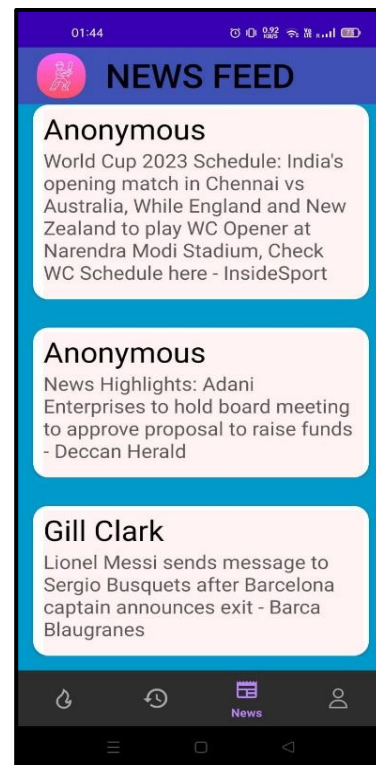 01:44
0.92 KB/S
NEWS FEED
Anonymous
World Cup 2023 Schedule: India's
opening match in Chennai vs
Australia, While England and New
Zealand to play WC Opener at
Narendra Modi Stadium, Check
WC Schedule here - InsideSport
Anonymous
News Highlights: Adani
Enterprises to hold board meeting
to approve proposal to raise funds
- Deccan Herald
Gill Clark
Lionel Messi sends message to
Sergio Busquets after Barcelona
captain announces exit - Barca
Blaugranes
News